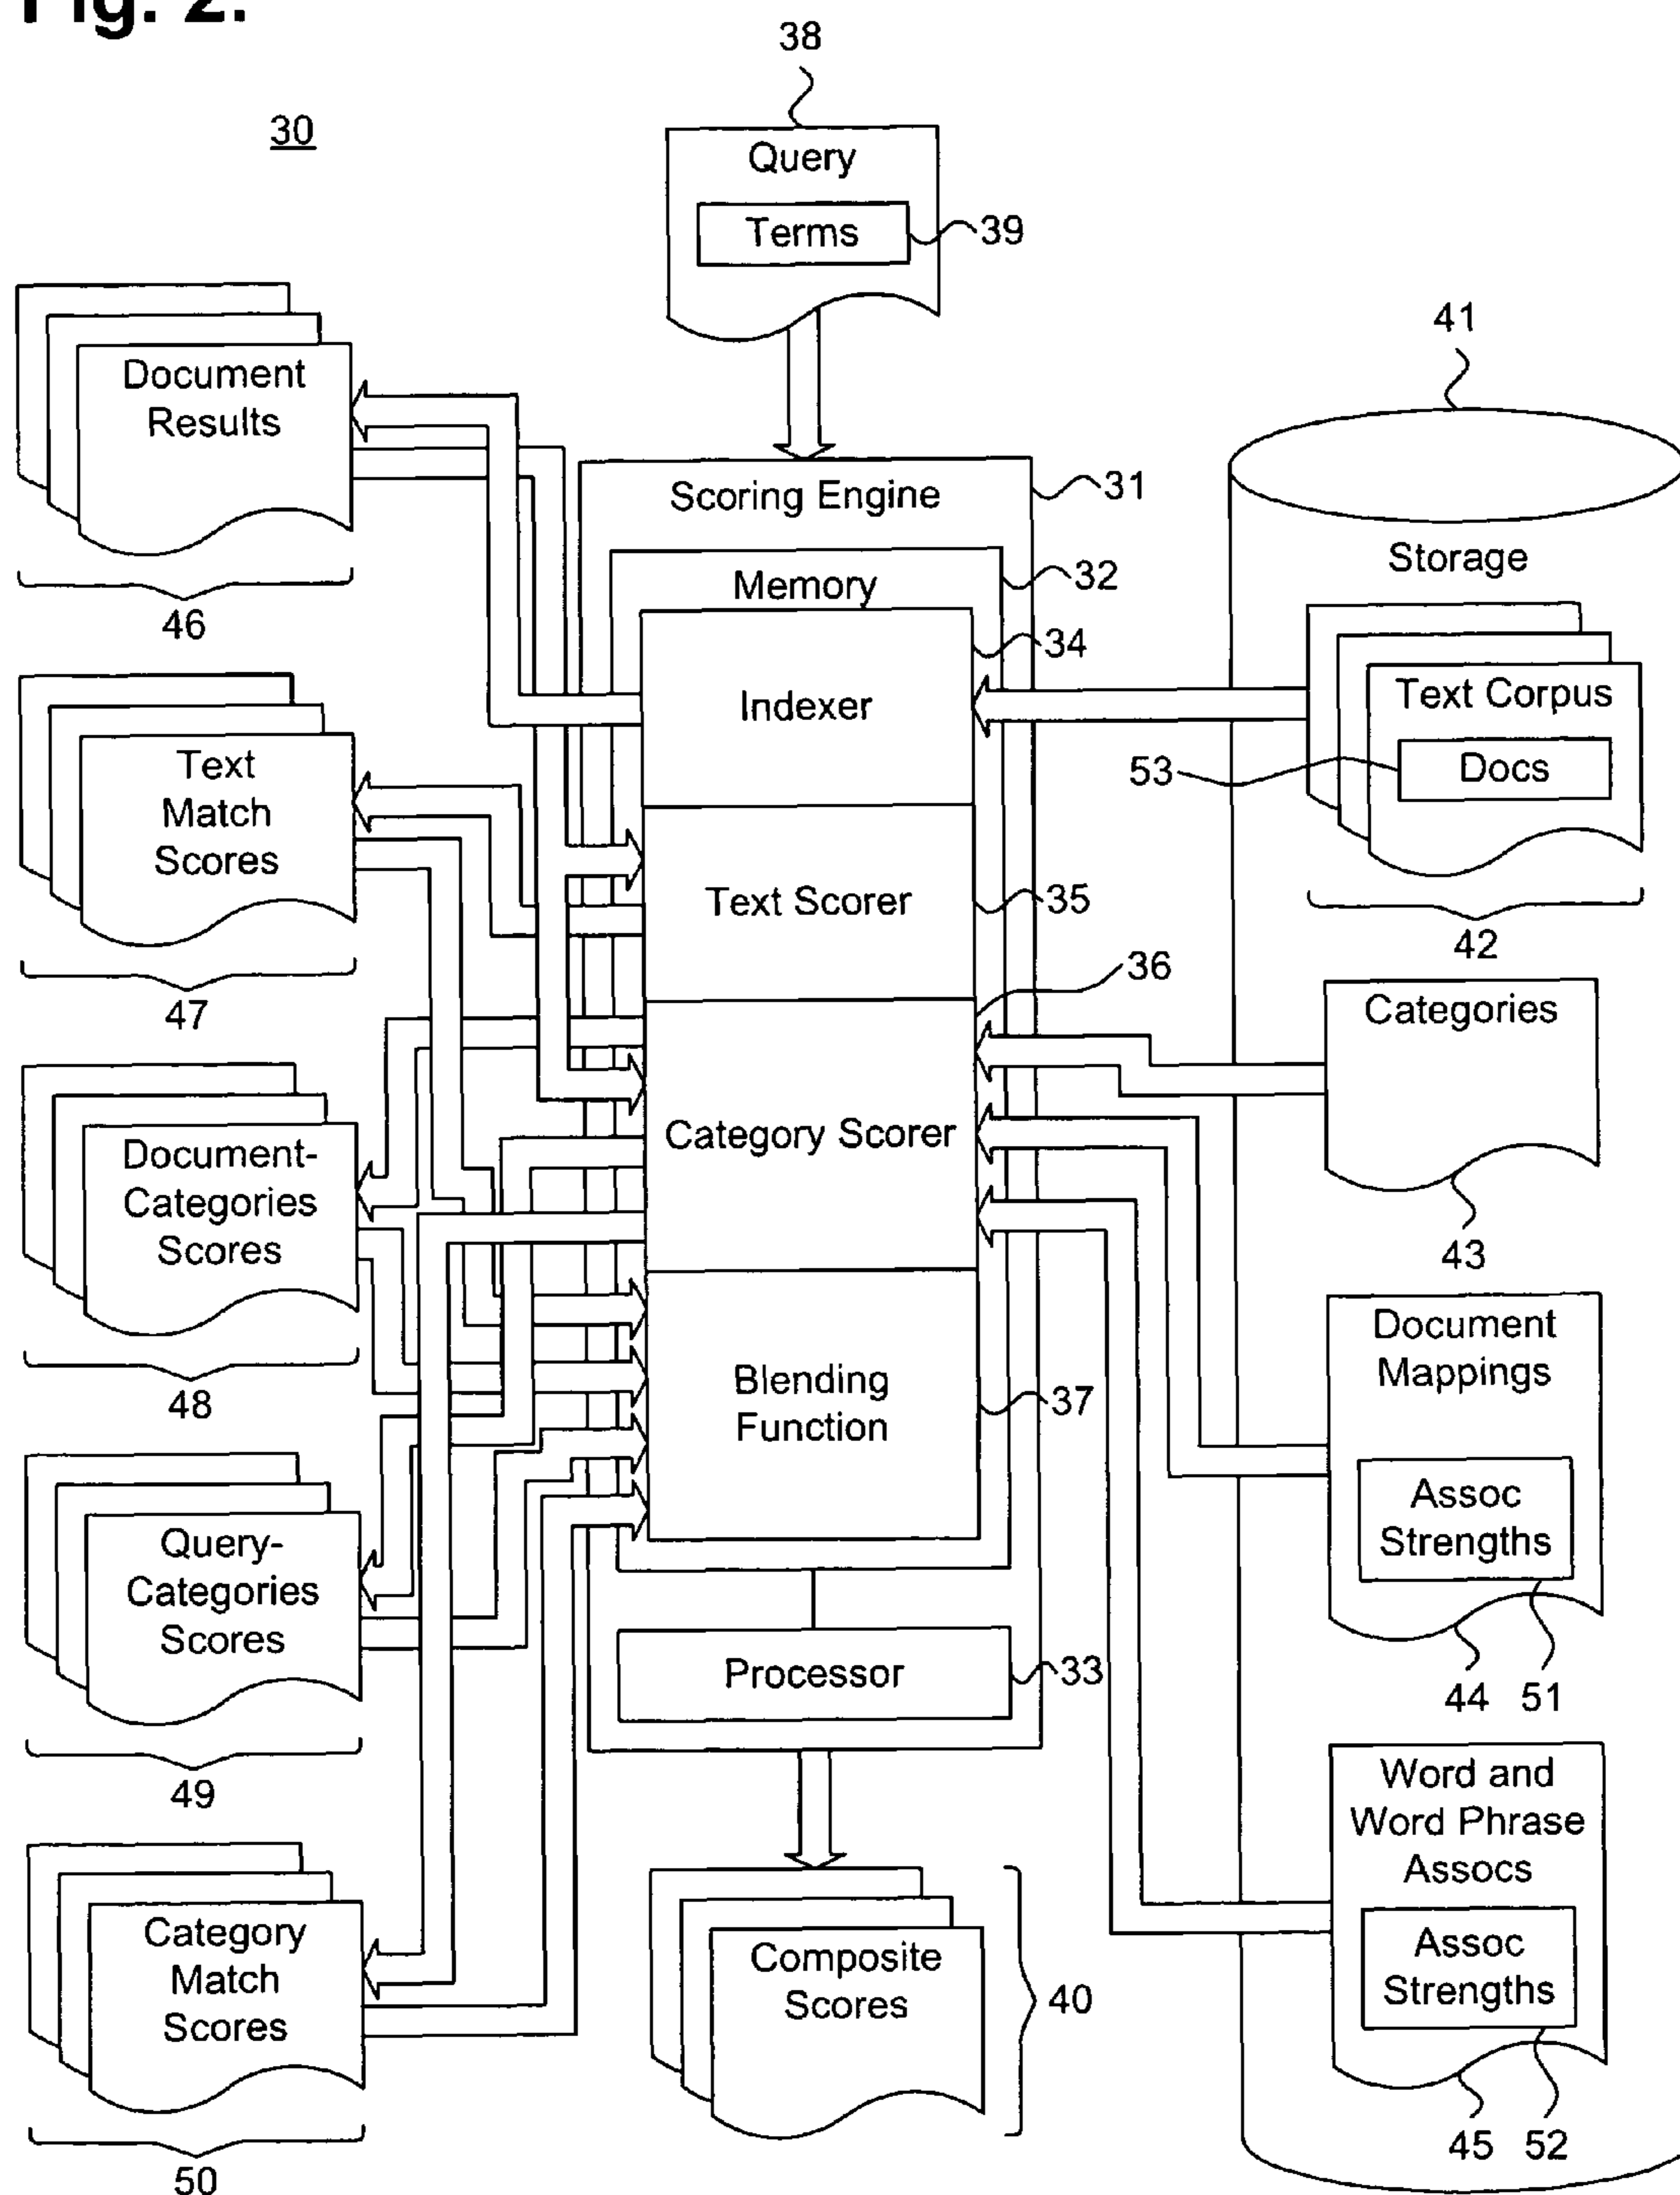 Fig. 2.
38
30
Query
Terms
39
41
Document
Results
46
Scoring Engine
31
Memory
32
Storage
34
Indexer
Text Corpus
Docs
53
42
Text
Match
Scores
47
Text Scorer
35
36
Categories
43
Category Scorer
Document-
Categories
Scores
48
Document
Mappings
Assoc
Strengths
44
51
Blending
Function
37
Query-
Categories
Scores
49
Processor
33
Word and
Word Phrase
Assocs
Assoc
Strengths
45
52
Category
Match
Scores
50
Composite
Scores
40